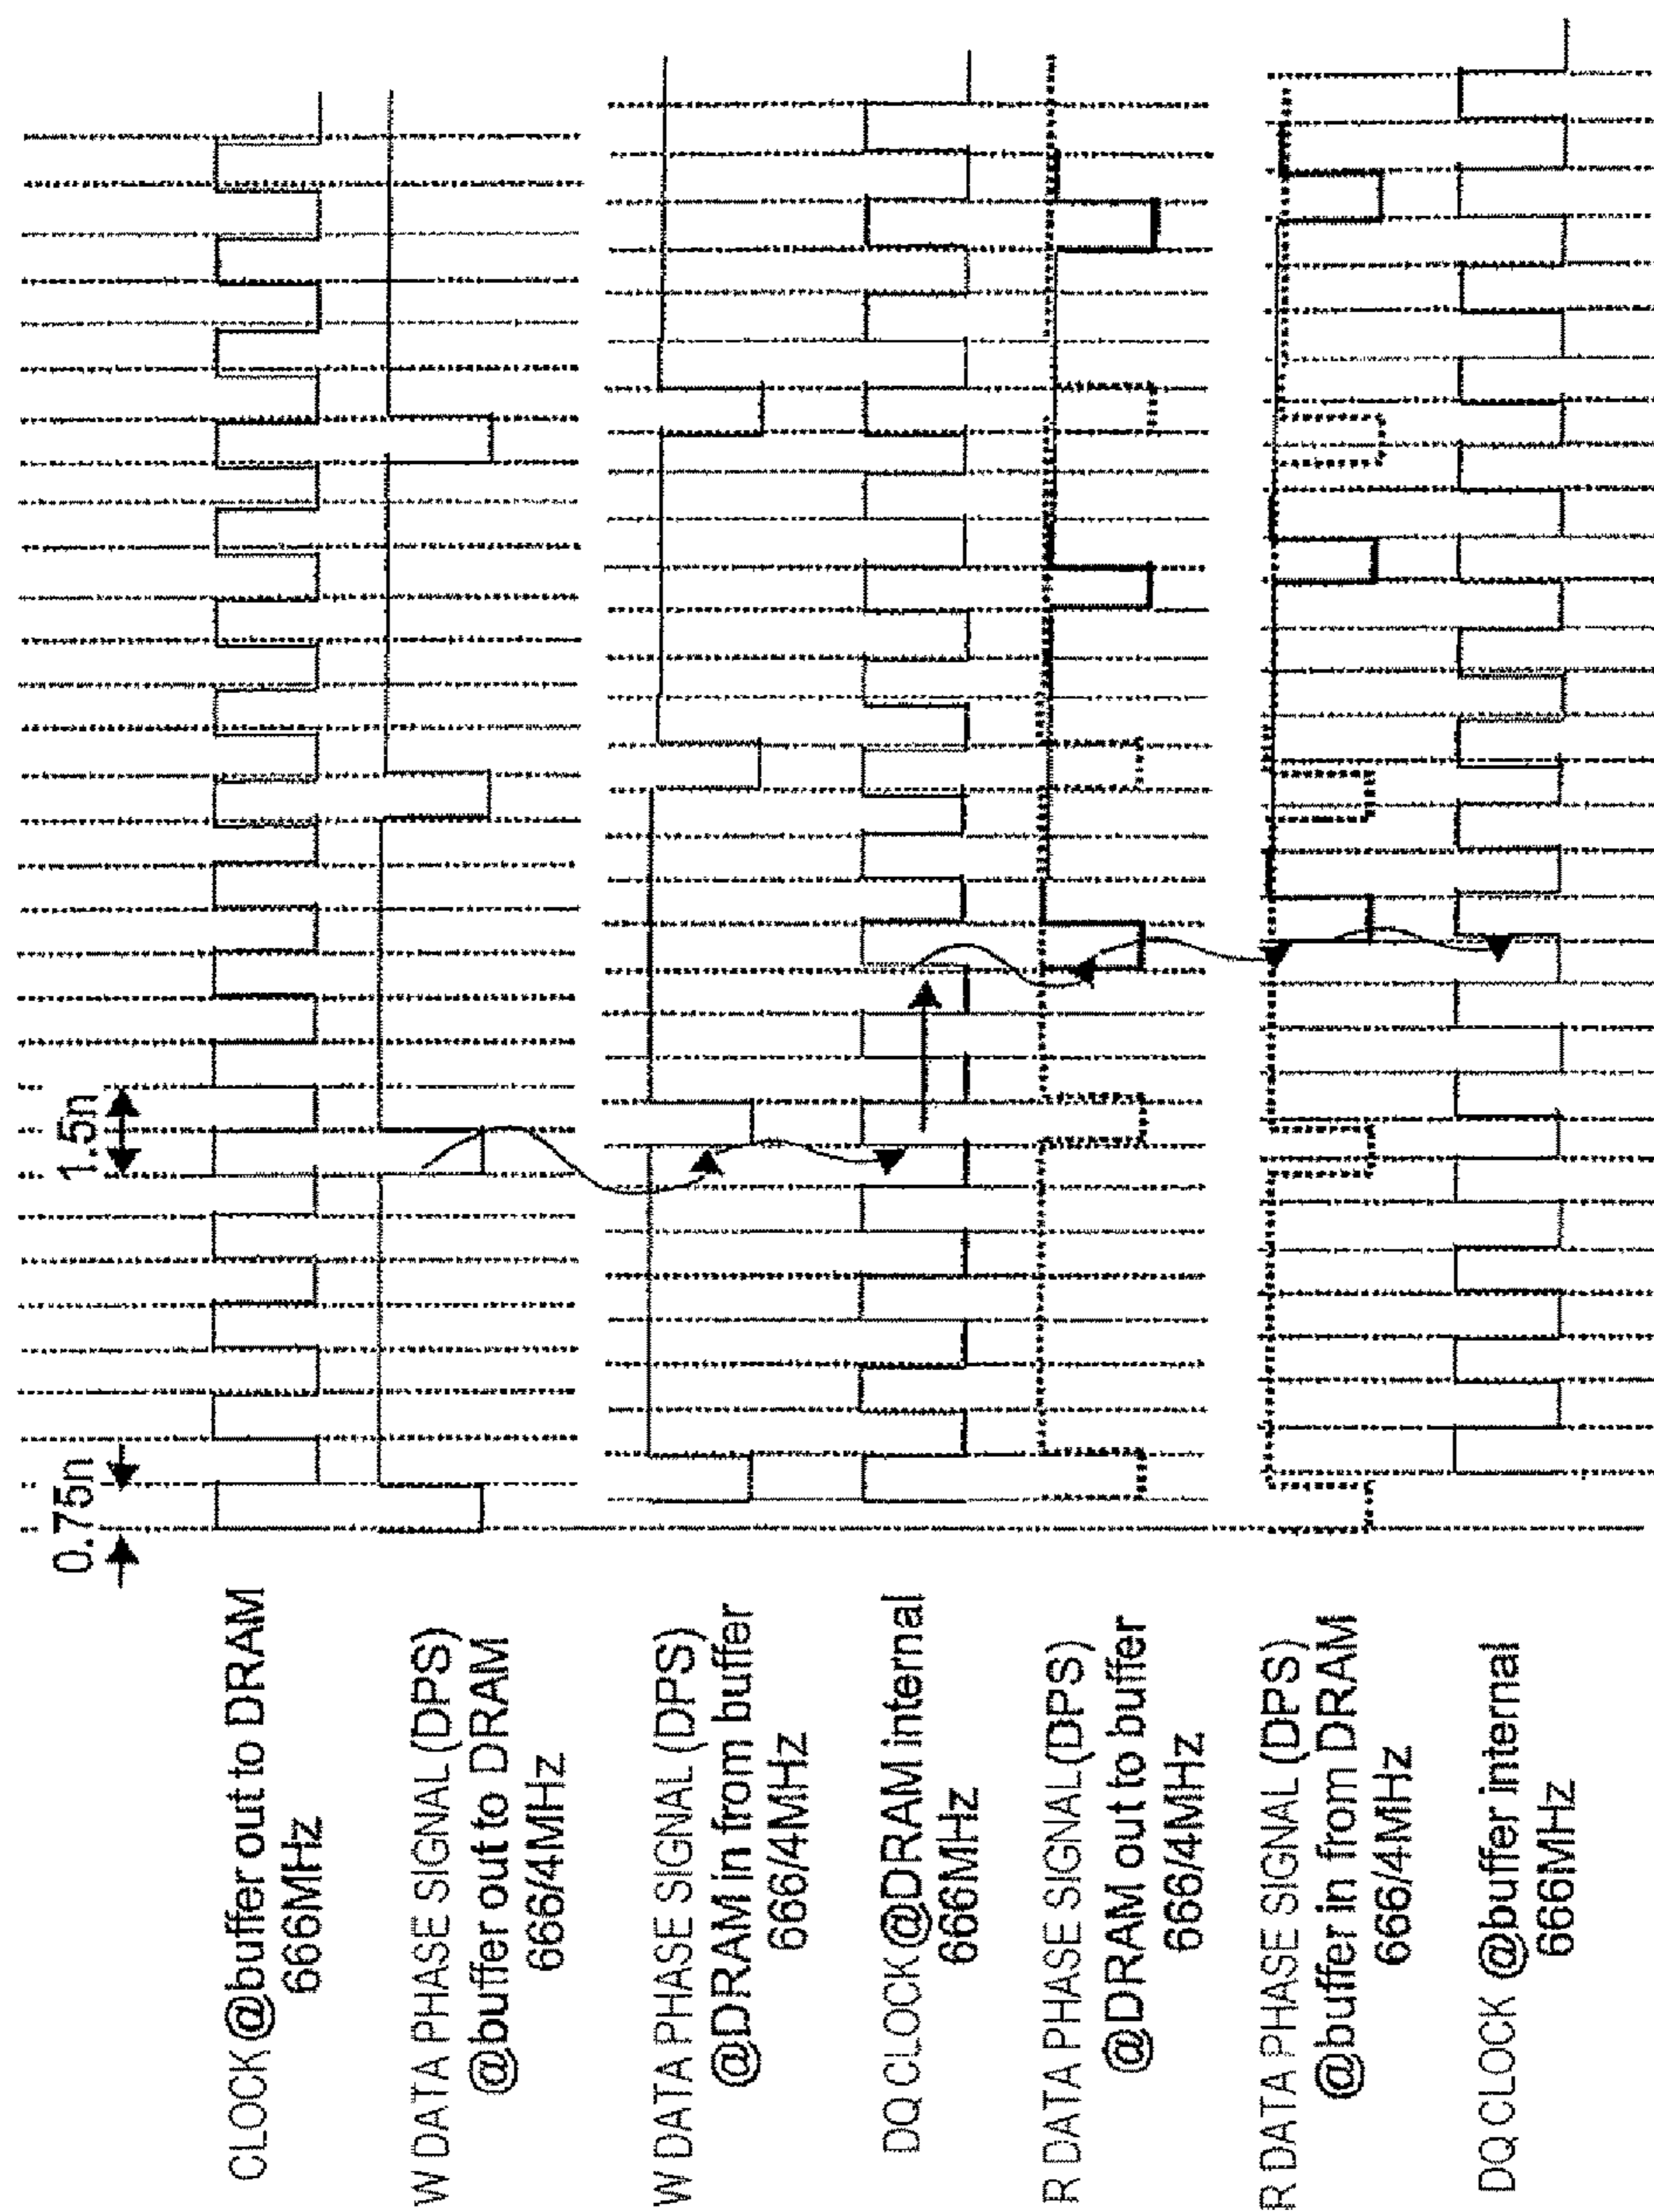 0.75n
1.5n
CLOCK @buffer out to DRAM
666MHz
W DATA PHASE SIGNAL (DPS)
@buffer out to DRAM
666/4MHz
W DATA PHASE SIGNAL (DPS)
@DRAM in from buffer
666/4MHz
DQ CLOCK @DRAM internal
666MHz
R DATA PHASE SIGNAL (DPS)
@DRAM out to buffer
666/4MHz
R DATA PHASE SIGNAL (DPS)
@buffer in from DRAM
666/4MHz
DQ CLOCK @buffer internal
666MHz